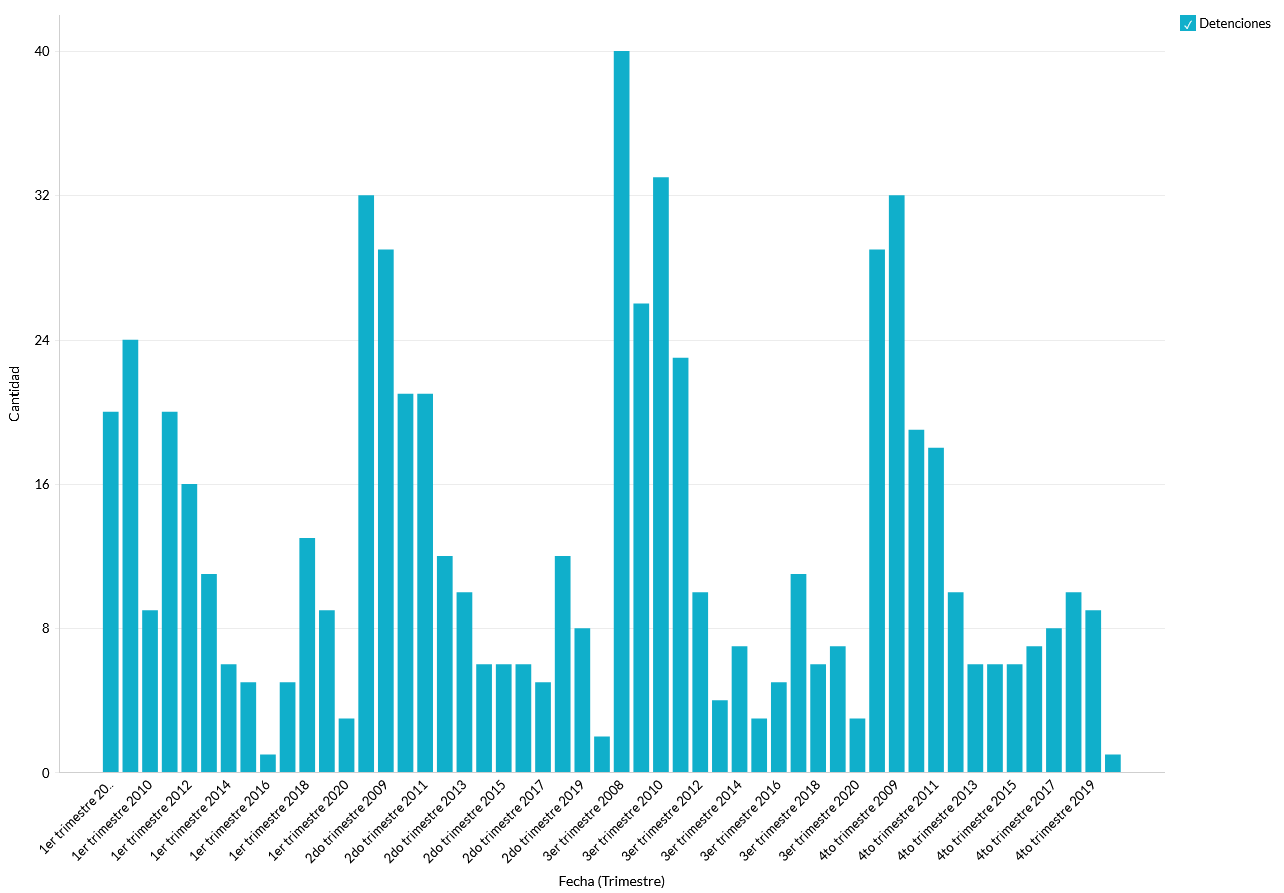 Detenciones
40
32
24
16
8
0
Cantidad
1er trimestre 20..
1er trimestre 2010
1er trimestre 2012
1er trimestre 2014
1er trimestre 2016
1er trimestre 2018
1er trimestre 2020
2do trimestre 2009
2do trimestre 2011
2do trimestre 2013
2do trimestre 2015
2do trimestre 2017
2do trimestre 2019
3er trimestre 2008
3er trimestre 2010
3er trimestre 2012
3er trimestre 2014
3er trimestre 2016
3er trimestre 2018
3er trimestre 2020
4to trimestre 2009
4to trimestre 2011
4to trimestre 2013
4to trimestre 2015
4to trimestre 2017
4to trimestre 2019
Fecha (Trimestre)